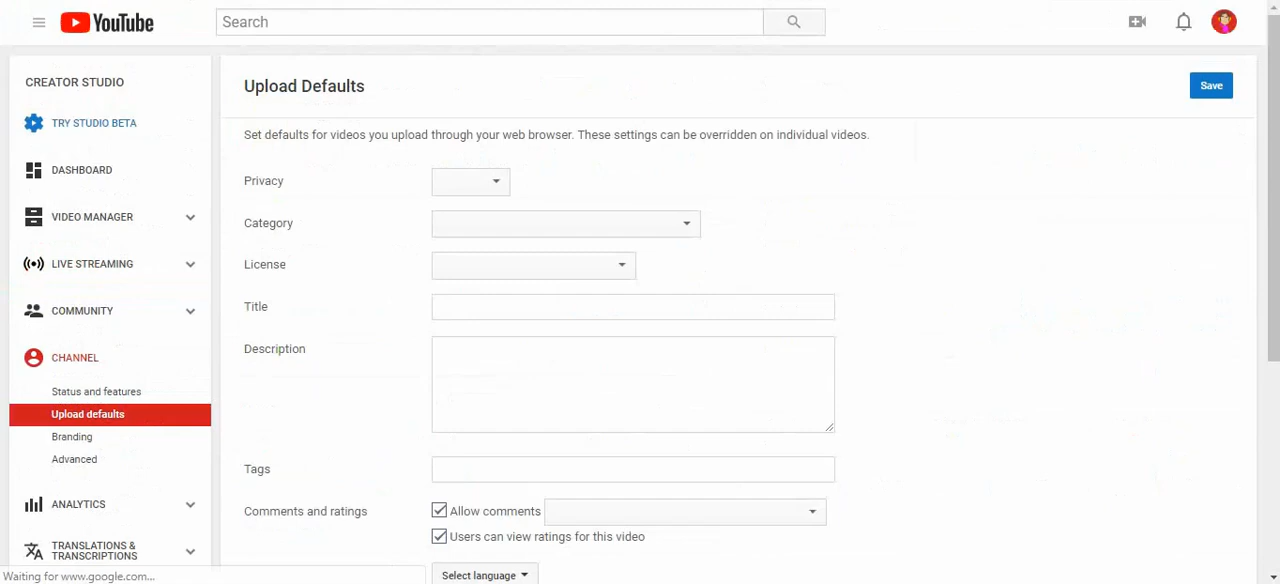 YouTube
Search
CREATOR STUDIO
TRY STUDIO BETA
DASHBOARD
VIDEO MANAGER
LIVE STREAMING
COMMUNITY
CHANNEL
Status and features
Upload defaults
Branding
Advanced
ANALYTICS
TRANSLATIONS &
TRANSCRIPTIONS
Waiting for www.google.com...
Upload Defaults
Save
Set defaults for videos you upload through your web browser. These settings can be overridden on individual videos.
Privacy
Category
License
Title
Description
Tags
Comments and ratings
Allow comments
Users can view ratings for this video
Select language